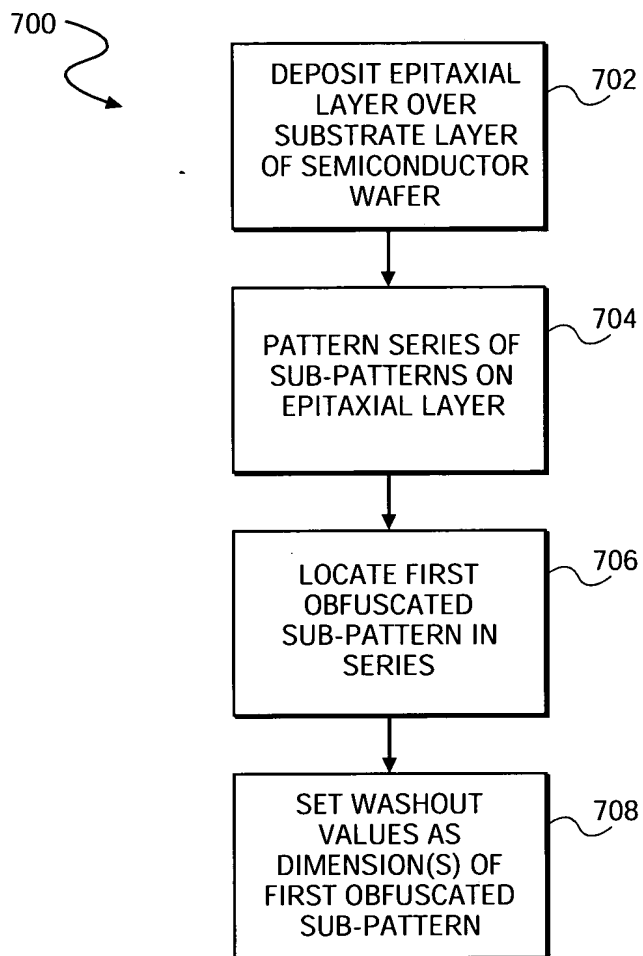 700
DEPOSIT EPITAXIAL
LAYER OVER
SUBSTRATE LAYER
OF SEMICONDUCTOR
WAFER
702
PATTERN SERIES OF
SUB-PATTERNS ON
EPITAXIAL LAYER
704
LOCATE FIRST
OBFUSCATED
SUB-PATTERN IN
SERIES
706
SET WASHOUT
VALUES AS
DIMENSION(S) OF
FIRST OBFUSCATED
SUB-PATTERN
708